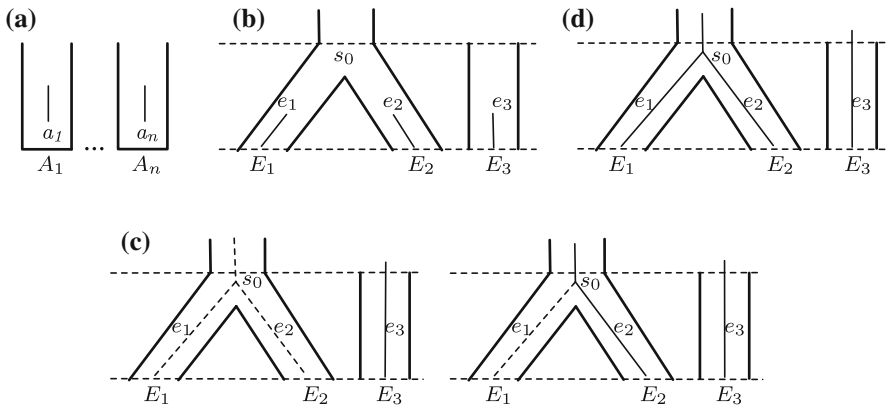 (a)
a₁ ... aₙ
A₁ Aₙ
(b)
s₀
e₁ e₂ e₃
E₁ E₂ E₃
(d)
s₀
e₁ e₂ e₃
E₁ E₂ E₃
(c)
s₀
e₁ e₂ e₃
E₁ E₂ E₃
s₀
e₁ e₂ e₃
E₁ E₂ E₃